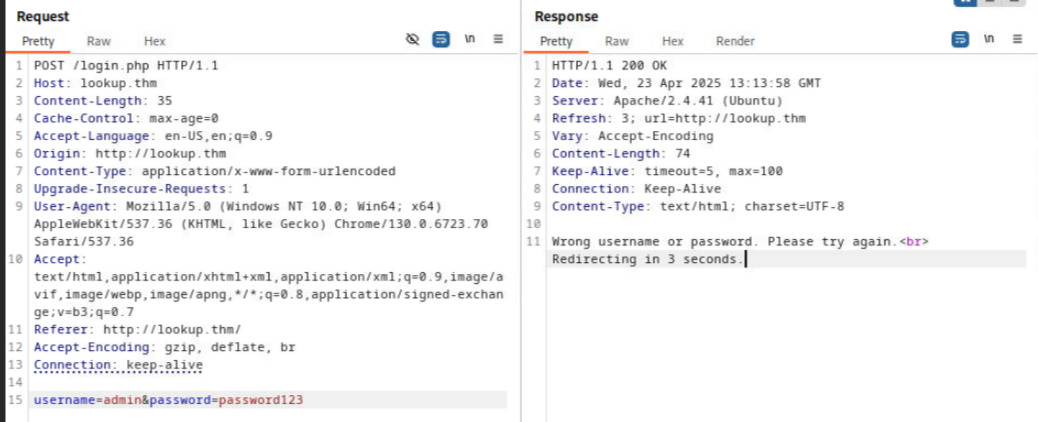 Request
Pretty Raw Hex \n
1 POST /login.php HTTP/1.1
2 Host: lookup.thm
3 Content-Length: 35
4 Cache-Control: max-age=0
5 Accept-Language: en-US,en;q=0.9
6 Origin: http://lookup.thm
7 Content-Type: application/x-www-form-urlencoded
8 Upgrade-Insecure-Requests: 1
9 User-Agent: Mozilla/5.0 (Windows NT 10.0; Win64; x64)
AppleWebKit/537.36 (KHTML, like Gecko) Chrome/130.0.6723.70
Safari/537.36
10 Accept:
text/html,application/xhtml+xml,application/xml;q=0.9,image/a
vif,image/webp,image/apng,*/*;q=0.8,application/signed-exchan
ge;v=b3;q=0.7
11 Referer: http://lookup.thm/
12 Accept-Encoding: gzip, deflate, br
13 Connection: keep-alive
14
15 username=admin&password=password123
Response
Pretty Raw Hex Render \n
1 HTTP/1.1 200 OK
2 Date: Wed, 23 Apr 2025 13:13:58 GMT
3 Server: Apache/2.4.41 (Ubuntu)
4 Refresh: 3; url=http://lookup.thm
5 Vary: Accept-Encoding
6 Content-Length: 74
7 Keep-Alive: timeout=5, max=100
8 Connection: Keep-Alive
9 Content-Type: text/html; charset=UTF-8
10
11 Wrong username or password. Please try again.<br>
Redirecting in 3 seconds.